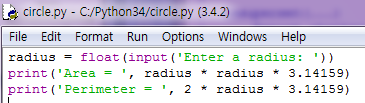 circle.py - C:/Python34/circle.py (3.4.2)
File Edit Format Run Options Windows Help
radius = float(input('Enter a radius: '))
print('Area = ', radius * radius * 3.14159)
print('Perimeter = ', 2 * radius * 3.14159)